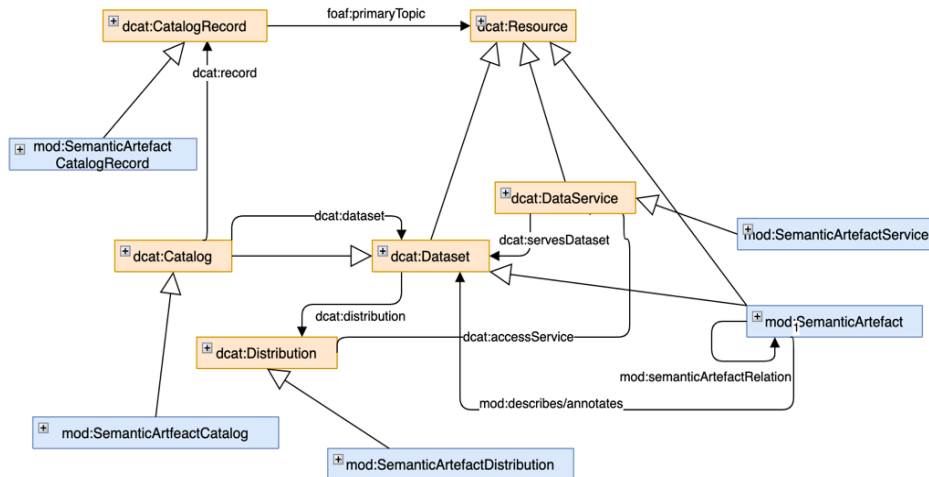 foaf:primaryTopic
dcat:CatalogRecord
dcat:Resource
dcat:record
mod:SemanticArtefact
CatalogRecord
dcat:DataService
dcat:dataset
mod:SemanticArtefactService
dcat:servesDataset
dcat:Catalog
dcat:Dataset
dcat:distribution
mod:SemanticArtefact
1
dcat:accessService
dcat:Distribution
mod:semanticArtefactRelation
mod:describes/annotates
mod:SemanticArtfeactCatalog
mod:SemanticArtefactDistribution